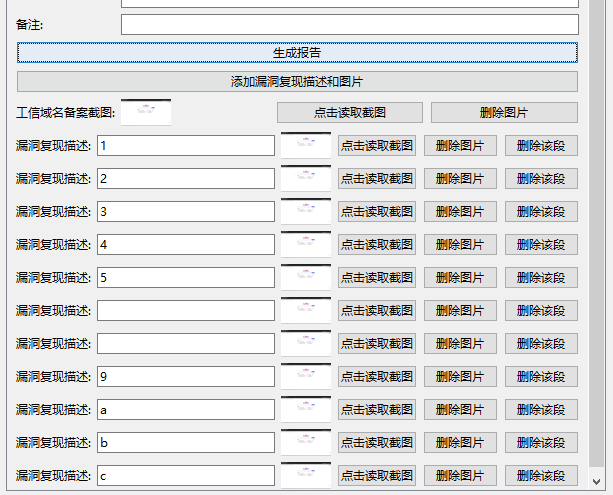 备注:
生成报告
添加漏洞复现描述和图片
工信域名备案截图: 点击读取截图 删除图片
漏洞复现描述: 1 点击读取截图 删除图片 删除该段
漏洞复现描述: 2 点击读取截图 删除图片 删除该段
漏洞复现描述: 3 点击读取截图 删除图片 删除该段
漏洞复现描述: 4 点击读取截图 删除图片 删除该段
漏洞复现描述: 5 点击读取截图 删除图片 删除该段
漏洞复现描述: 点击读取截图 删除图片 删除该段
漏洞复现描述: 点击读取截图 删除图片 删除该段
漏洞复现描述: 9 点击读取截图 删除图片 删除该段
漏洞复现描述: a 点击读取截图 删除图片 删除该段
漏洞复现描述: b 点击读取截图 删除图片 删除该段
漏洞复现描述: c 点击读取截图 删除图片 删除该段